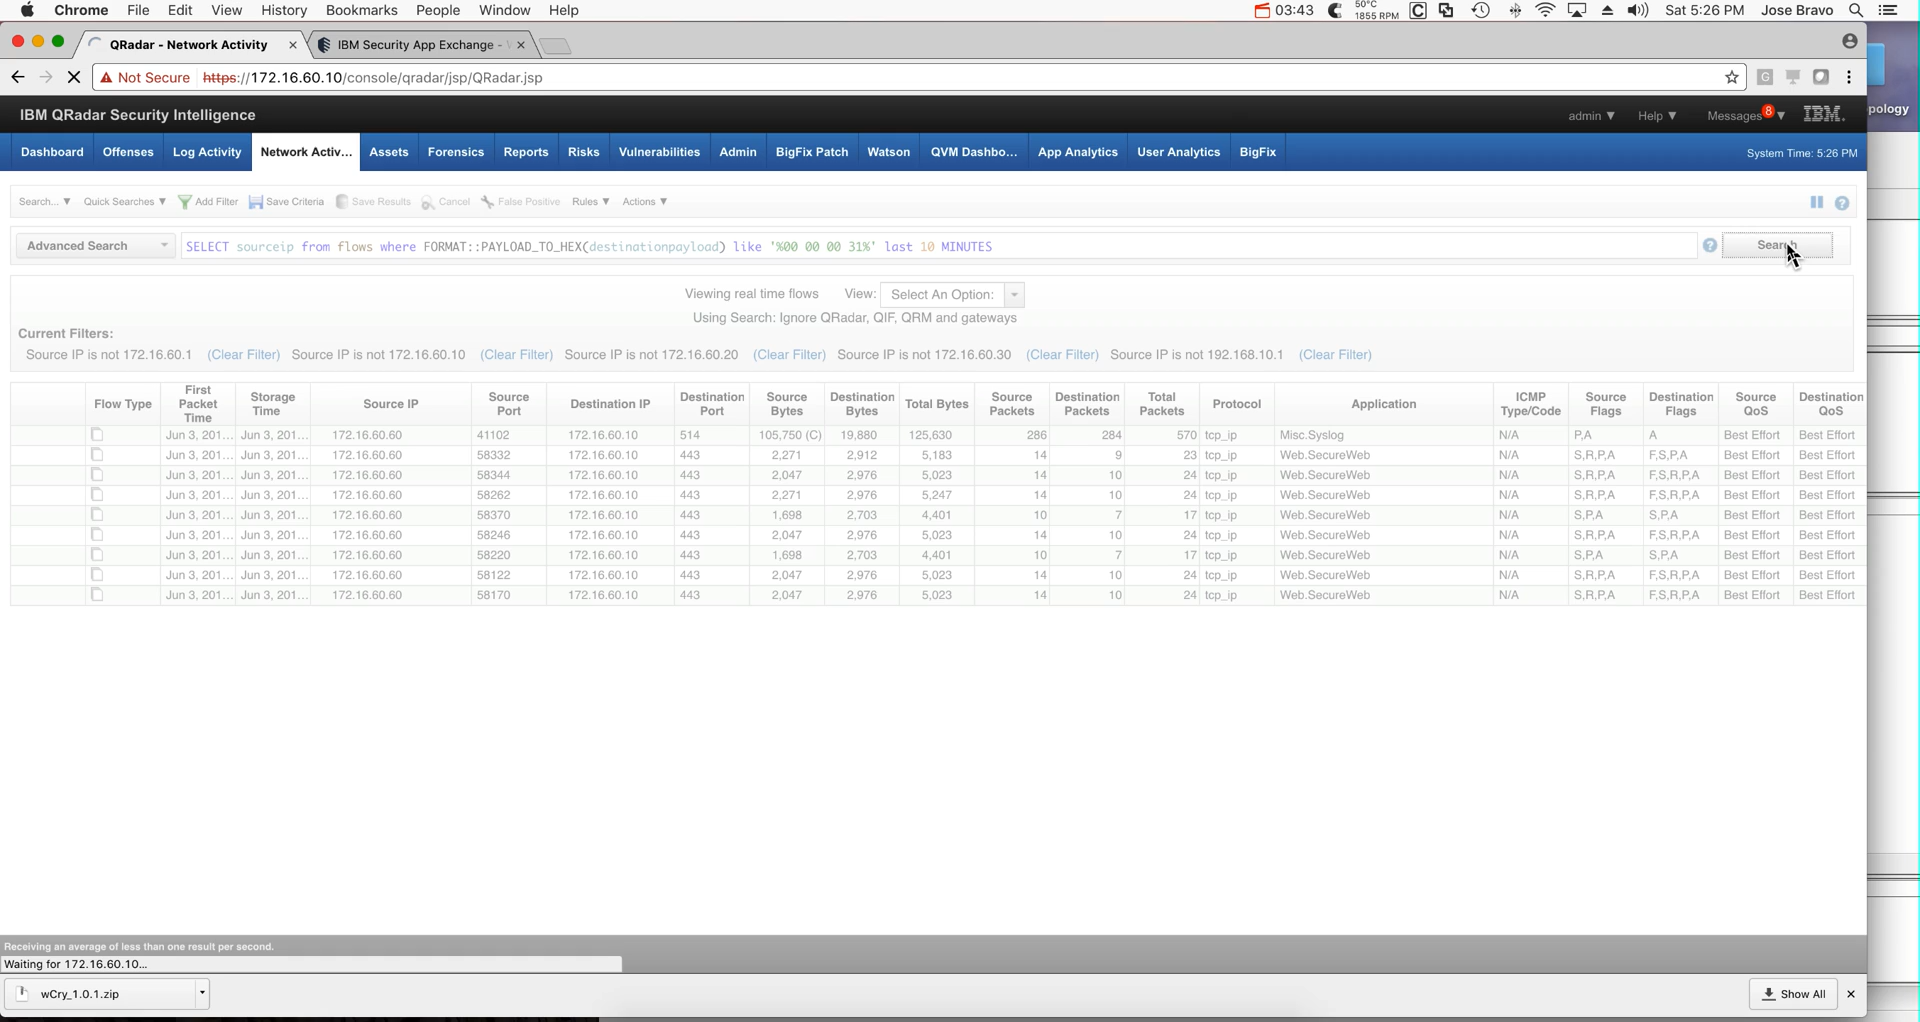 Chrome File Edit View History Bookmarks People Window Help 03:43 50°C 1855 RPM Sat 5:26 PM Jose Bravo
QRadar - Network Activity × IBM Security App Exchange - ×
Not Secure https://172.16.60.10/console/qradar/jsp/QRadar.jsp
pology
IBM QRadar Security Intelligence admin ▼ Help ▼ Messages 8 ▼ IBM.
Dashboard Offenses Log Activity Network Activ... Assets Forensics Reports Risks Vulnerabilities Admin BigFix Patch Watson QVM Dashbo... App Analytics User Analytics BigFix System Time: 5:26 PM
Search... ▼ Quick Searches ▼ Add Filter Save Criteria Save Results Cancel False Positive Rules ▼ Actions ▼
Advanced Search SELECT sourceip from flows where FORMAT::PAYLOAD_TO_HEX(destinationpayload) like '%00 00 00 31%' last 10 MINUTES Search
Viewing real time flows View: Select An Option:
Using Search: Ignore QRadar, QIF, QRM and gateways
Current Filters:
Source IP is not 172.16.60.1 (Clear Filter) Source IP is not 172.16.60.10 (Clear Filter) Source IP is not 172.16.60.20 (Clear Filter) Source IP is not 172.16.60.30 (Clear Filter) Source IP is not 192.168.10.1 (Clear Filter)
Flow Type First Packet Time Storage Time Source IP Source Port Destination IP Destination Port Source Bytes Destination Bytes Total Bytes Source Packets Destination Packets Total Packets Protocol Application ICMP Type/Code Source Flags Destination Flags Source QoS Destination QoS
Jun 3, 201... Jun 3, 201... 172.16.60.60 41102 172.16.60.10 514 105,750 (C) 19,880 125,630 286 284 570 tcp_ip Misc.Syslog N/A P,A A Best Effort Best Effort
Jun 3, 201... Jun 3, 201... 172.16.60.60 58332 172.16.60.10 443 2,271 2,912 5,183 14 9 23 tcp_ip Web.SecureWeb N/A S,R,P,A F,S,P,A Best Effort Best Effort
Jun 3, 201... Jun 3, 201... 172.16.60.60 58344 172.16.60.10 443 2,047 2,976 5,023 14 10 24 tcp_ip Web.SecureWeb N/A S,R,P,A F,S,R,P,A Best Effort Best Effort
Jun 3, 201... Jun 3, 201... 172.16.60.60 58262 172.16.60.10 443 2,271 2,976 5,247 14 10 24 tcp_ip Web.SecureWeb N/A S,R,P,A F,S,R,P,A Best Effort Best Effort
Jun 3, 201... Jun 3, 201... 172.16.60.60 58370 172.16.60.10 443 1,698 2,703 4,401 10 7 17 tcp_ip Web.SecureWeb N/A S,P,A S,P,A Best Effort Best Effort
Jun 3, 201... Jun 3, 201... 172.16.60.60 58246 172.16.60.10 443 2,047 2,976 5,023 14 10 24 tcp_ip Web.SecureWeb N/A S,R,P,A F,S,R,P,A Best Effort Best Effort
Jun 3, 201... Jun 3, 201... 172.16.60.60 58220 172.16.60.10 443 1,698 2,703 4,401 10 7 17 tcp_ip Web.SecureWeb N/A S,P,A S,P,A Best Effort Best Effort
Jun 3, 201... Jun 3, 201... 172.16.60.60 58122 172.16.60.10 443 2,047 2,976 5,023 14 10 24 tcp_ip Web.SecureWeb N/A S,R,P,A F,S,R,P,A Best Effort Best Effort
Jun 3, 201... Jun 3, 201... 172.16.60.60 58170 172.16.60.10 443 2,047 2,976 5,023 14 10 24 tcp_ip Web.SecureWeb N/A S,R,P,A F,S,R,P,A Best Effort Best Effort
Receiving an average of less than one result per second.
Waiting for 172.16.60.10...
wCry_1.0.1.zip Show All ×